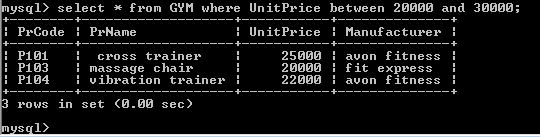 mysql> select * from GYM where UnitPrice between 20000 and 30000;
+--------+-------------------+-----------+--------------+
| PrCode | PrName            | UnitPrice | Manufacturer |
+--------+-------------------+-----------+--------------+
| P101   |  cross trainer    |     25000 | avon fitness |
| P103   | massage chair     |     20000 | fit express  |
| P104   | vibration trainer |     22000 | avon fitness |
+--------+-------------------+-----------+--------------+
3 rows in set (0.00 sec)
mysql>